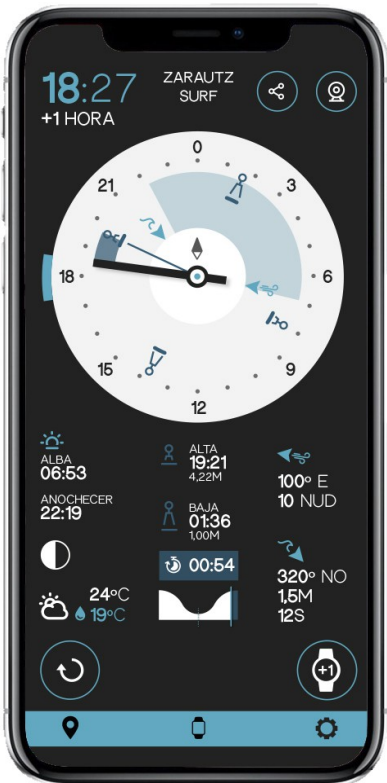 18:27
+1 HORA
ZARAUTZ
SURF
0
3
6
9
12
15
18
21
ALBA
06:53
ANOCHECER
22:19
24ºC
19ºC
ALTA
19:21
4,22M
BAJA
01:36
1,00M
00:54
100º E
10 NUD
320º NO
1,5M
12S
+1